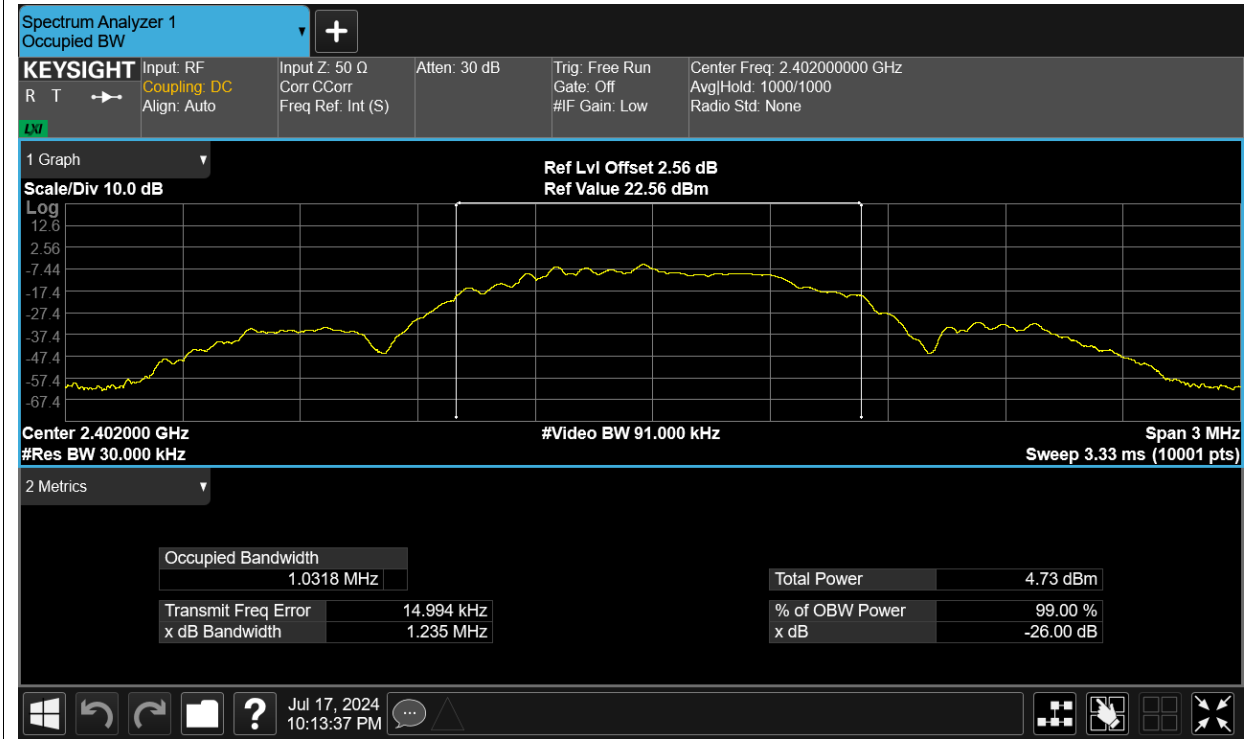 Spectrum Analyzer 1
Occupied BW
KEYSIGHT Input: RF Input Z: 50 Ω Atten: 30 dB Trig: Free Run Center Freq: 2.402000000 GHz
R T Coupling: DC Corr CCorr Gate: Off Avg|Hold: 1000/1000
Align: Auto Freq Ref: Int (S) #IF Gain: Low Radio Std: None
LXI
1 Graph
Ref Lvl Offset 2.56 dB
Scale/Div 10.0 dB Ref Value 22.56 dBm
Log
12.6
2.56
-7.44
-17.4
-27.4
-37.4
-47.4
-57.4
-67.4
Center 2.402000 GHz #Video BW 91.000 kHz Span 3 MHz
#Res BW 30.000 kHz Sweep 3.33 ms (10001 pts)
2 Metrics
Occupied Bandwidth
1.0318 MHz Total Power 4.73 dBm
Transmit Freq Error 14.994 kHz % of OBW Power 99.00 %
x dB Bandwidth 1.235 MHz x dB -26.00 dB
? Jul 17, 2024
10:13:37 PM